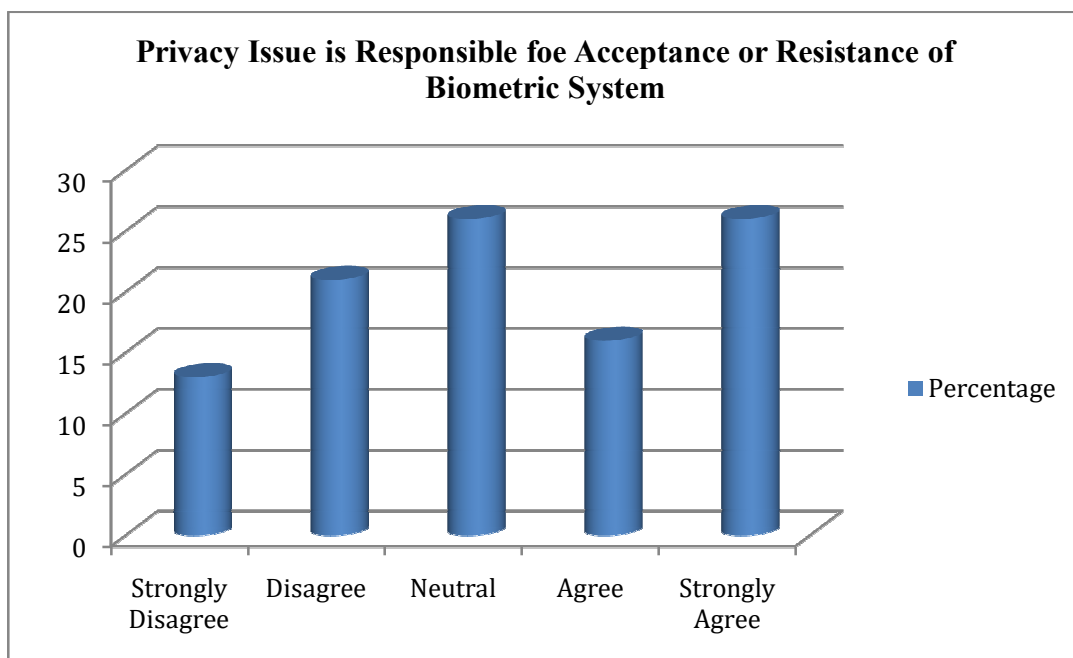 Privacy Issue is Responsible foe Acceptance or Resistance of
Biometric System
30
25
20
15
10
5
0
Strongly
Disagree
Disagree
Neutral
Agree
Strongly
Agree
Percentage